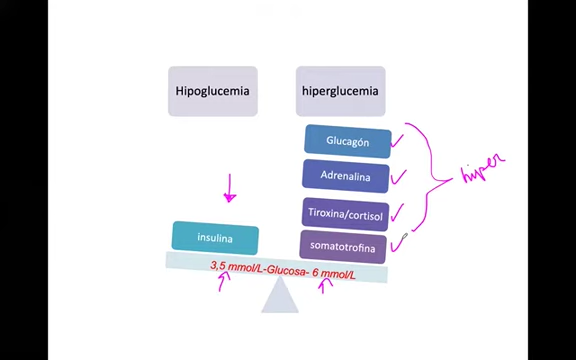 Hipoglucemia
hiperglucemia
Glucagón
Adrenalina
Tiroxina/cortisol
somatotrofina
insulina
3,5 mmol/L-Glucosa- 6 mmol/L
hiper